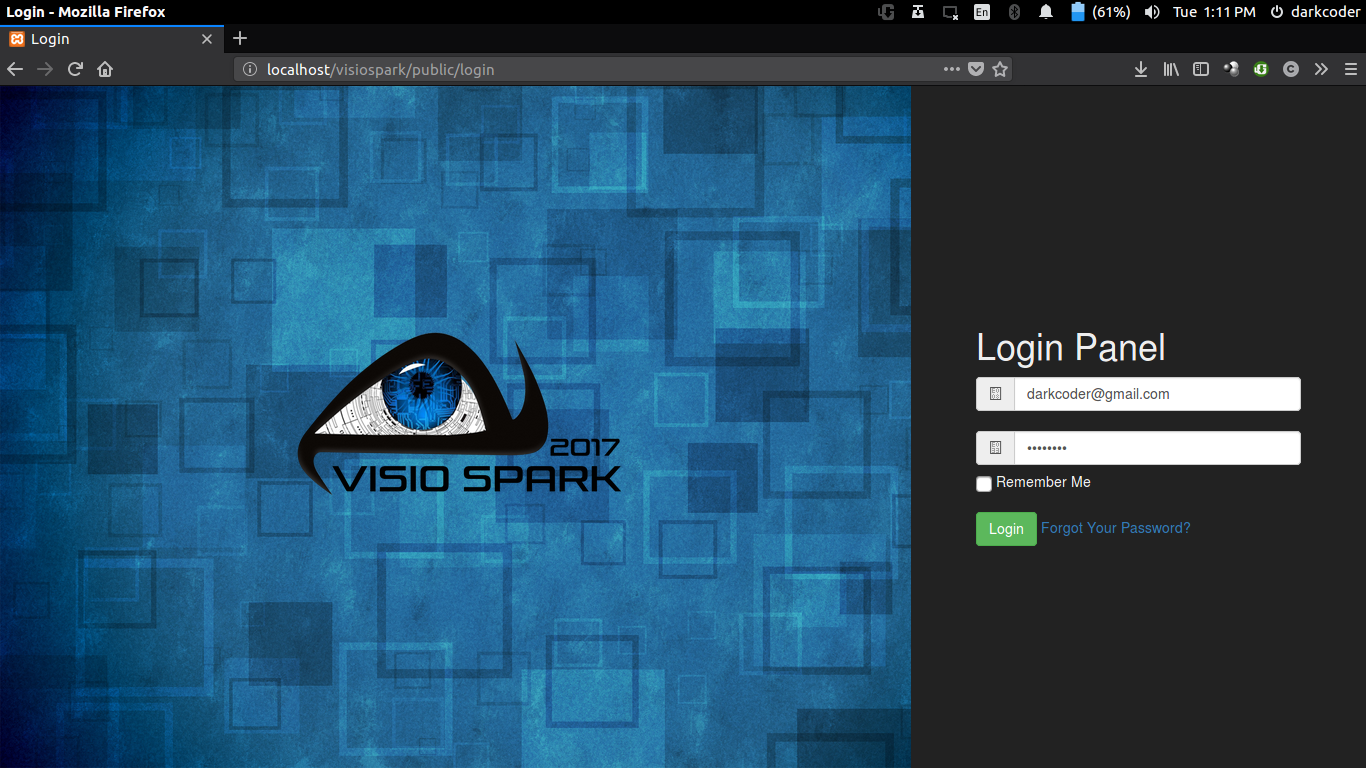 Login - Mozilla Firefox
En (61%) Tue 1:11 PM darkcoder
Login
localhost/visiospark/public/login
Login Panel
darkcoder@gmail.com
••••••••
Remember Me
Login Forgot Your Password?
2017
VISIO SPARK